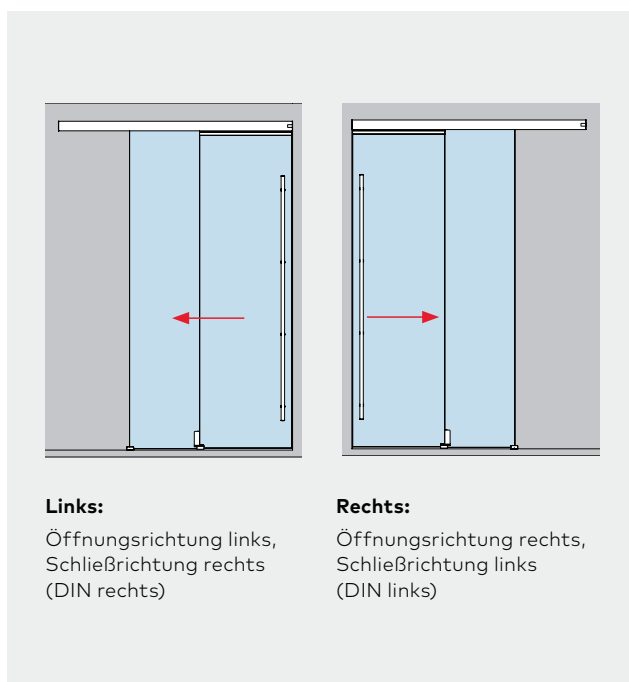 Links:
Öffnungsrichtung links,
Schließrichtung rechts
(DIN rechts)
Rechts:
Öffnungsrichtung rechts,
Schließrichtung links
(DIN links)